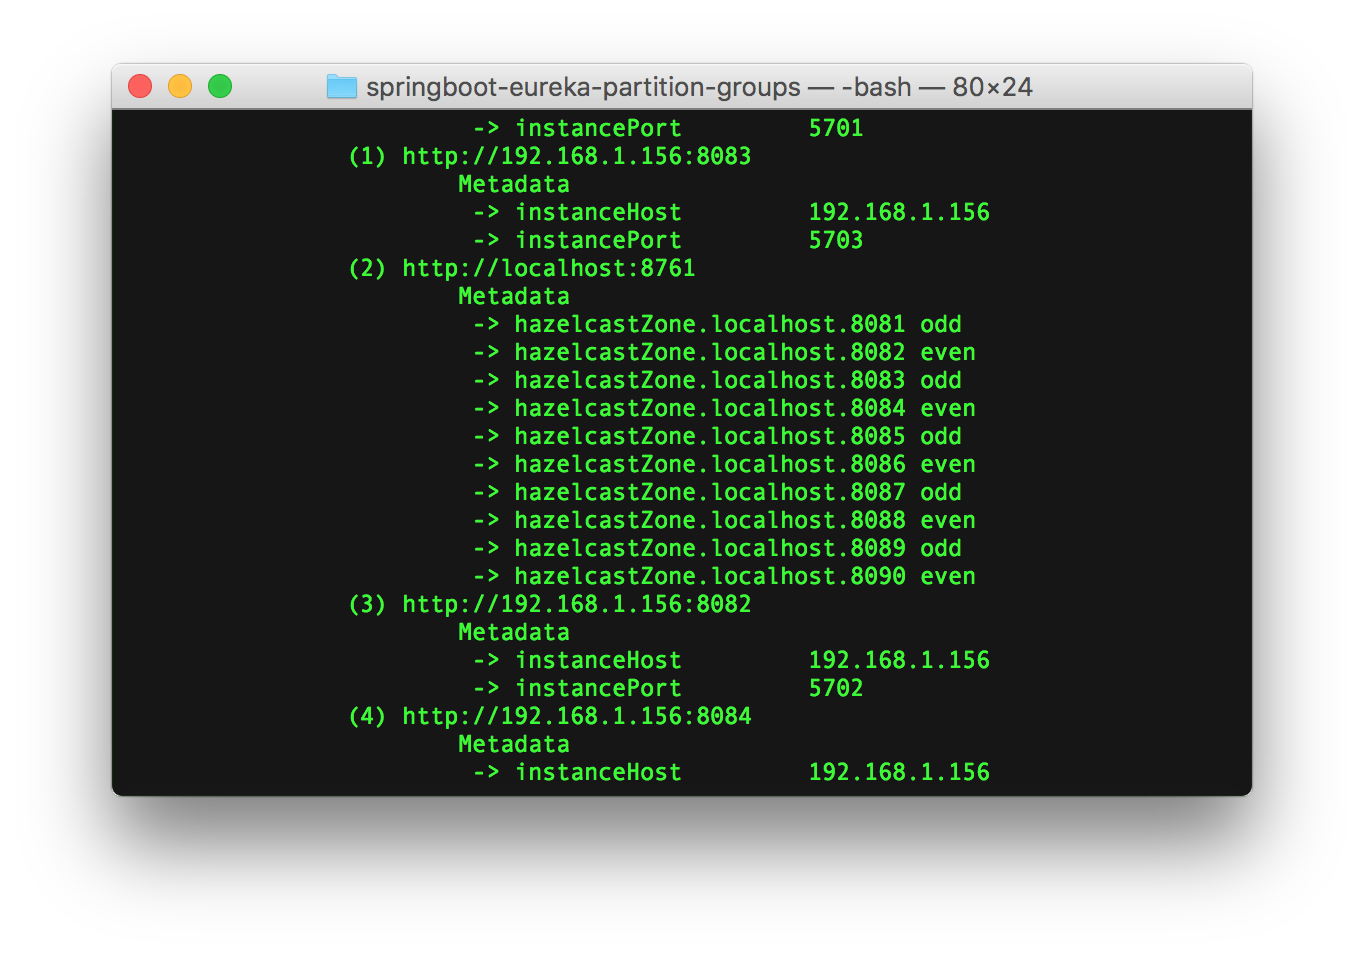 springboot-eureka-partition-groups — -bash — 80×24
-> instancePort 5701
(1) http://192.168.1.156:8083
Metadata
-> instanceHost 192.168.1.156
-> instancePort 5703
(2) http://localhost:8761
Metadata
-> hazelcastZone.localhost.8081 odd
-> hazelcastZone.localhost.8082 even
-> hazelcastZone.localhost.8083 odd
-> hazelcastZone.localhost.8084 even
-> hazelcastZone.localhost.8085 odd
-> hazelcastZone.localhost.8086 even
-> hazelcastZone.localhost.8087 odd
-> hazelcastZone.localhost.8088 even
-> hazelcastZone.localhost.8089 odd
-> hazelcastZone.localhost.8090 even
(3) http://192.168.1.156:8082
Metadata
-> instanceHost 192.168.1.156
-> instancePort 5702
(4) http://192.168.1.156:8084
Metadata
-> instanceHost 192.168.1.156